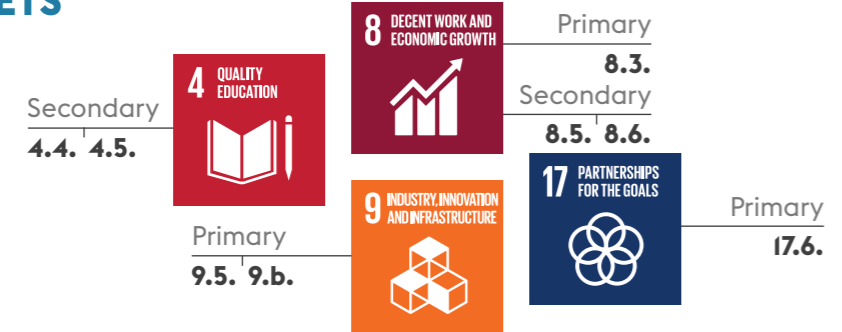 ETS
8 DECENT WORK AND
ECONOMIC GROWTH
Primary
8.3.
Secondary
8.5. 8.6.
4 QUALITY
EDUCATION
Secondary
4.4. 4.5.
17 PARTNERSHIPS
FOR THE GOALS
Primary
17.6.
9 INDUSTRY, INNOVATION
AND INFRASTRUCTURE
Primary
9.5. 9.b.